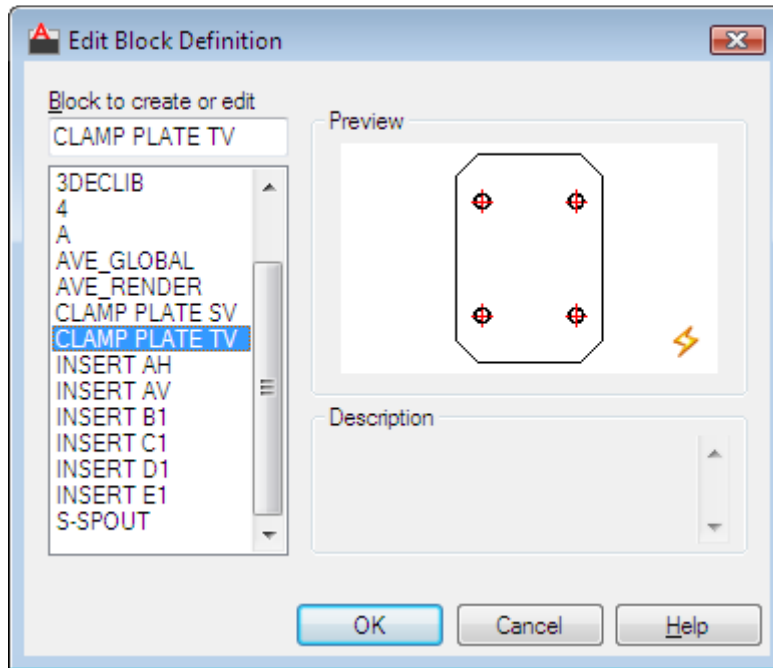 Edit Block Definition
Block to create or edit
CLAMP PLATE TV
3DECLIB
4
A
AVE_GLOBAL
AVE_RENDER
CLAMP PLATE SV
CLAMP PLATE TV
INSERT AH
INSERT AV
INSERT B1
INSERT C1
INSERT D1
INSERT E1
S-SPOUT
Preview
Description
OK Cancel Help